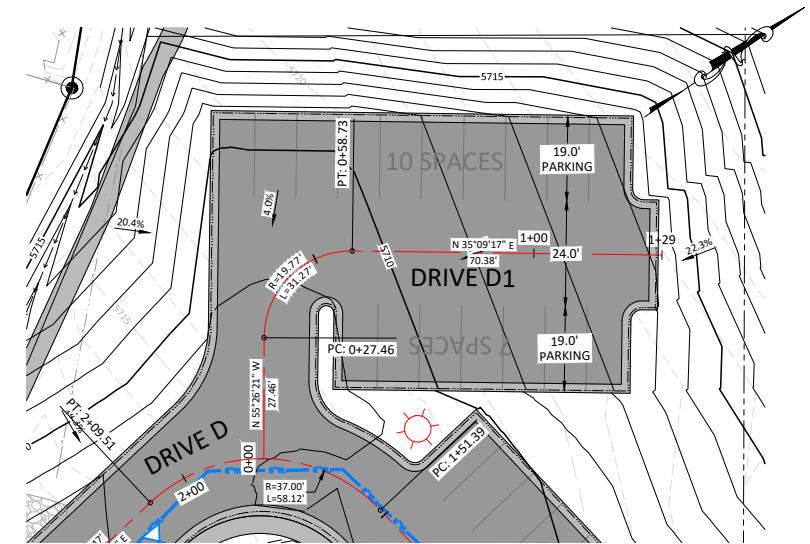 5720
5715
PT: 0+58.73
10 SPACES
19.0'
PARKING
4.0%
20.4%
5715
5710
N 35°09'17" E
70.38'
1+00
24.0'
1+29
22.3%
R=19.77'
L=31.27'
DRIVE D1
5715
PC: 0+27.46
7 SPACES
19.0'
PARKING
N 55°26'21" W
27.46'
PT: 2+09.51
DRIVE D
0+00
2+00
R=37.00'
L=58.12'
PC: 1+51.39
47'
" E